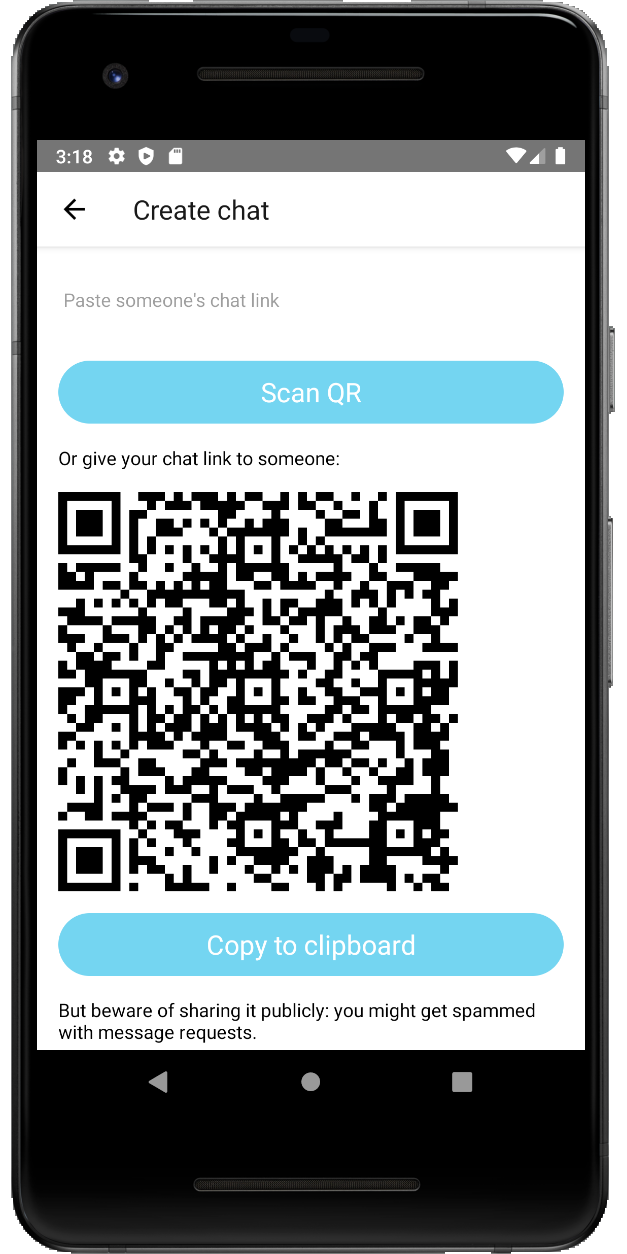 3:18
Create chat
Paste someone's chat link
Scan QR
Or give your chat link to someone:
Copy to clipboard
But beware of sharing it publicly: you might get spammed
with message requests.